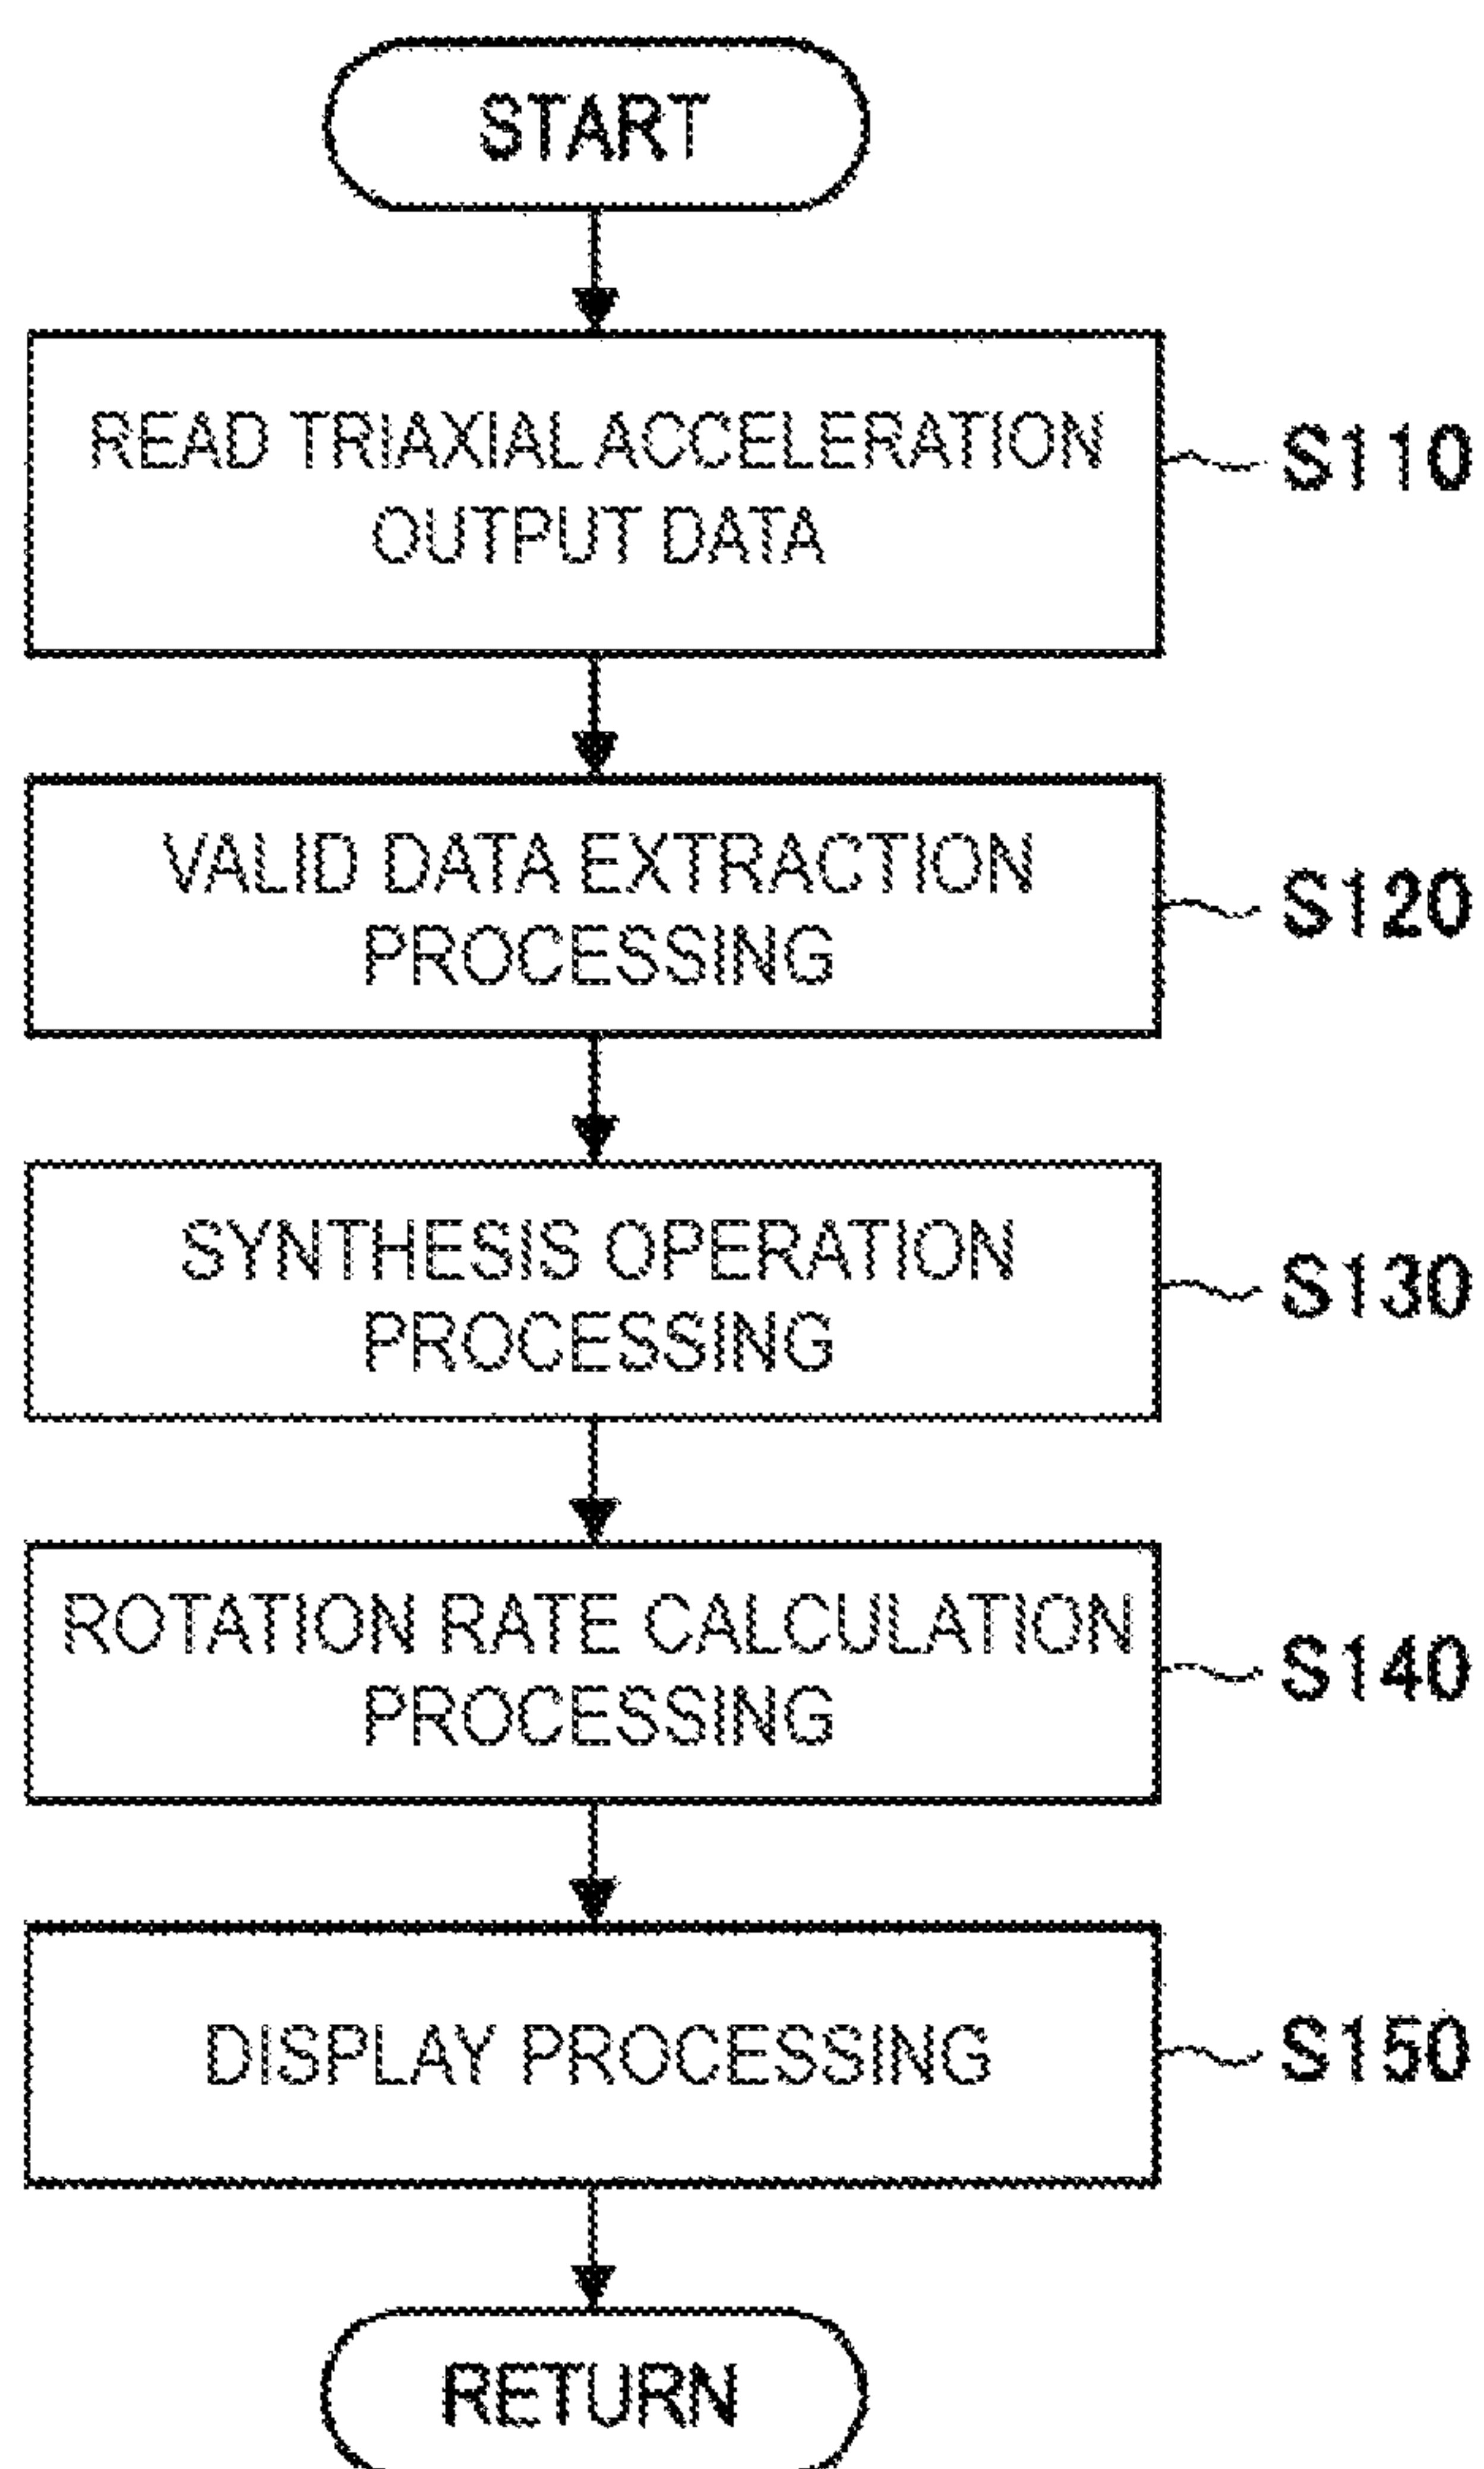 START
READ TRIAXIAL ACCELERATION
OUTPUT DATA
S110
VALID DATA EXTRACTION
PROCESSING
S120
SYNTHESIS OPERATION
PROCESSING
S130
ROTATION RATE CALCULATION
PROCESSING
S140
DISPLAY PROCESSING
S150
RETURN